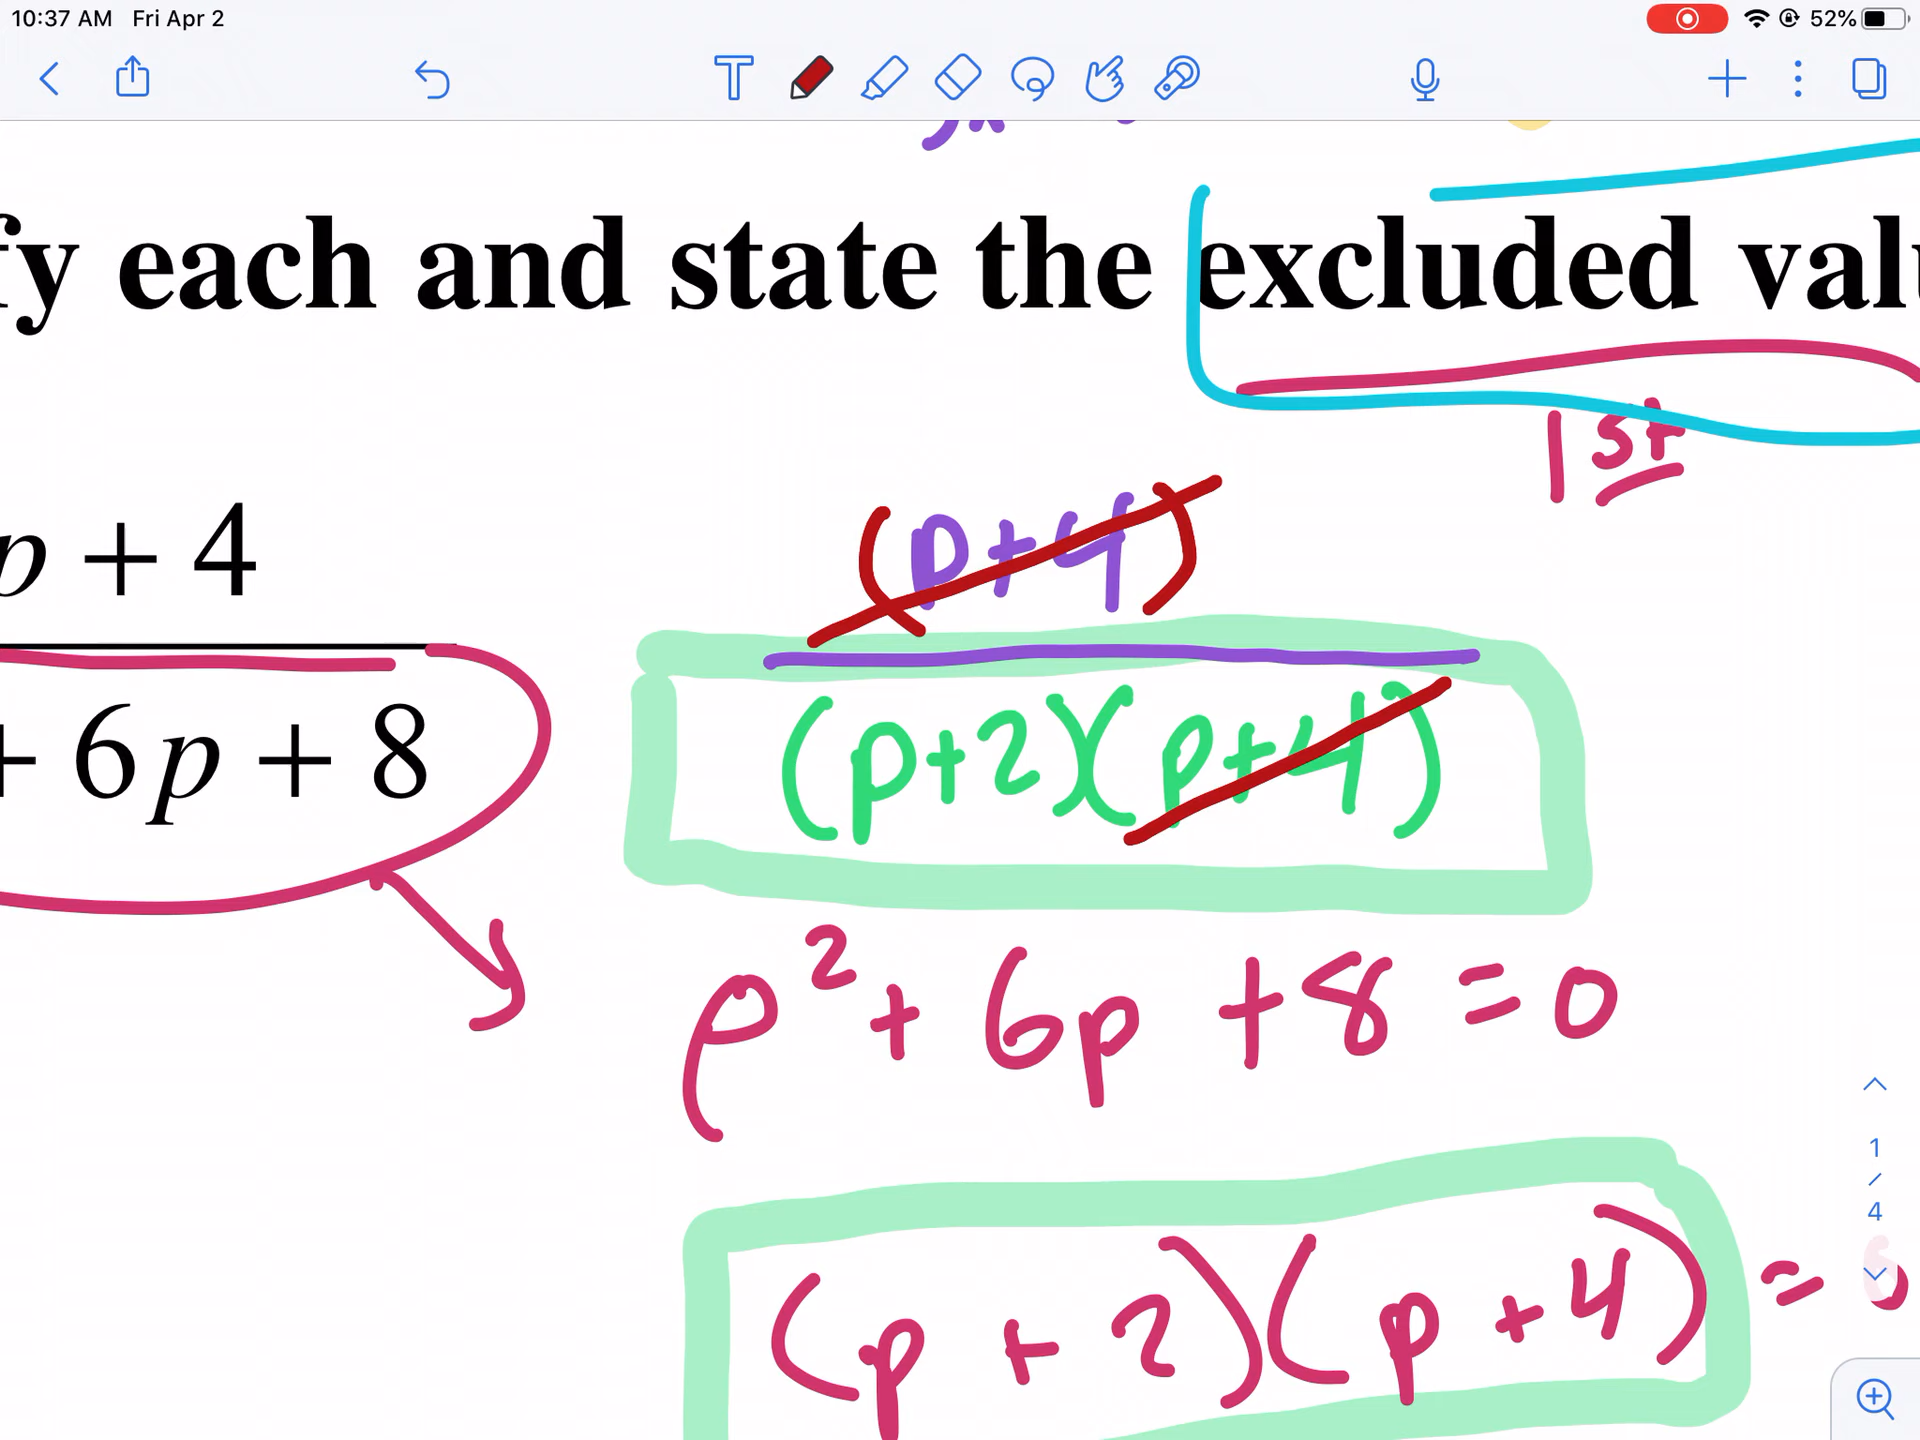 10:37 AM Fri Apr 2
52%
fy each and state the excluded valu
1st
p + 4
+ 6p + 8
(p+4)
(p+2)(p+4)
p² + 6p + 8 = 0
(p + 2)(p + 4) = 0
1
/
4